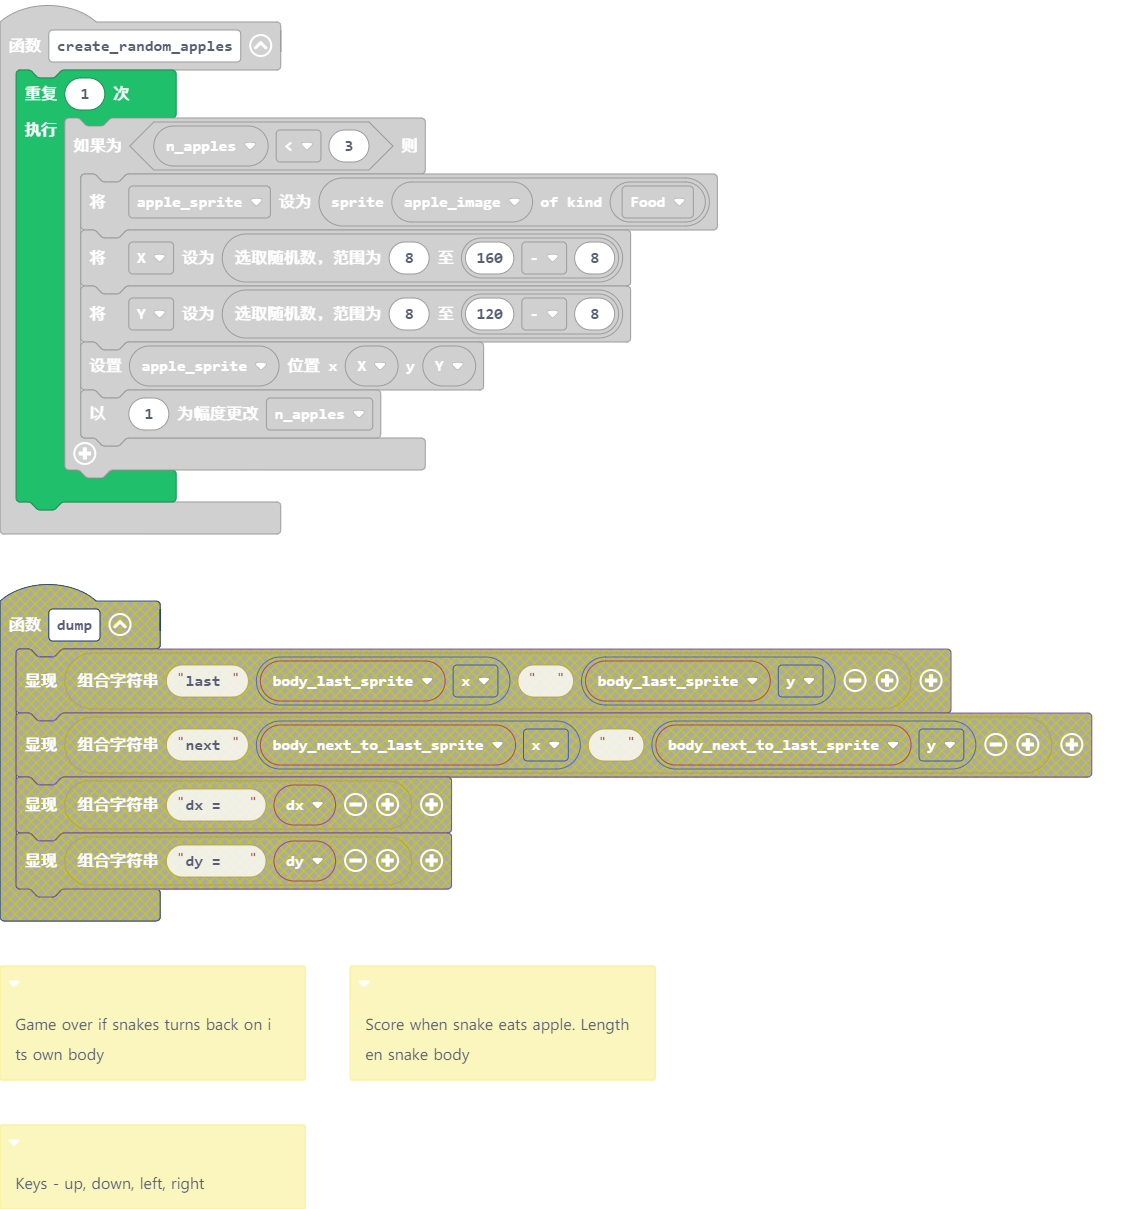 函数 create_random_apples
重复 1 次
执行
如果为 n_apples < 3 则
将 apple_sprite 设为 sprite apple_image of kind Food
将 X 设为 选取随机数，范围为 8 至 160 - 8
将 Y 设为 选取随机数，范围为 8 至 120 - 8
设置 apple_sprite 位置 x X y Y
以 1 为幅度更改 n_apples
函数 dump
显现 组合字符串 "last " body_last_sprite x " " body_last_sprite y
显现 组合字符串 "next " body_next_to_last_sprite x " " body_next_to_last_sprite y
显现 组合字符串 "dx = " dx
显现 组合字符串 "dy = " dy
Game over if snakes turns back on i
ts own body
Score when snake eats apple. Length
en snake body
Keys - up, down, left, right